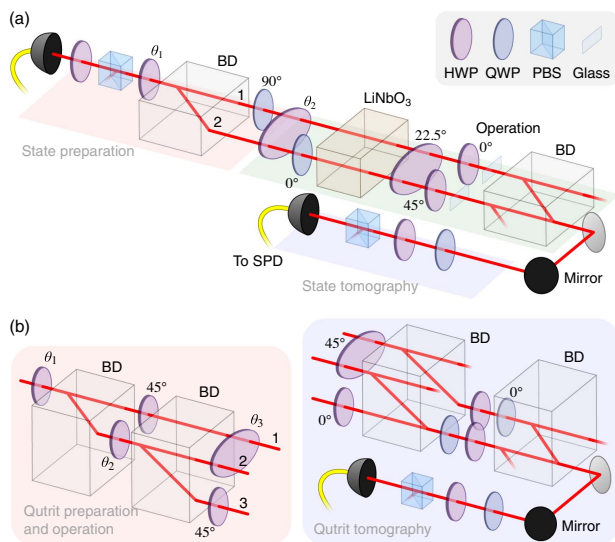 (a)
θ1
BD
1
2
90°
θ2
0°
LiNbO3
22.5°
45°
Operation
0°
BD
HWP QWP PBS Glass
State preparation
To SPD
Mirror
State tomography
(b)
θ1
BD
45°
BD
θ3
1
θ2
2
3
45°
Qutrit preparation
and operation
45°
BD
BD
0°
0°
Mirror
Qutrit tomography